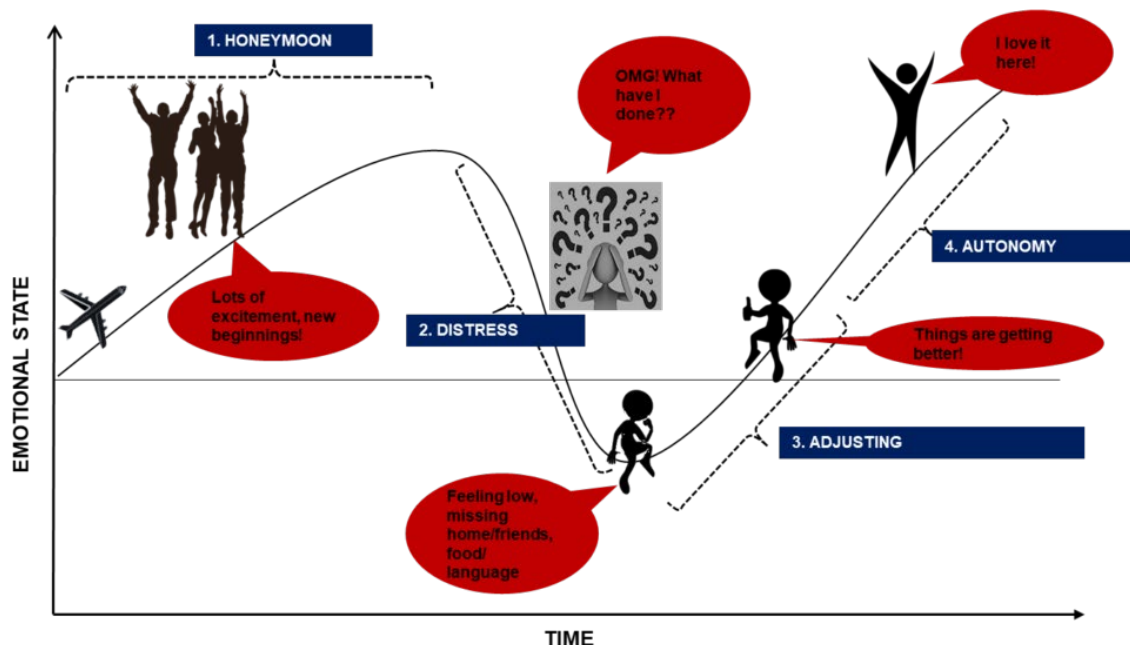 1. HONEYMOON
I love it
here!
OMG! What
have I
done??
4. AUTONOMY
Lots of
excitement, new
beginnings!
2. DISTRESS
Things are getting
better!
3. ADJUSTING
Feeling low,
missing
home/friends,
food/
language
EMOTIONAL STATE
TIME